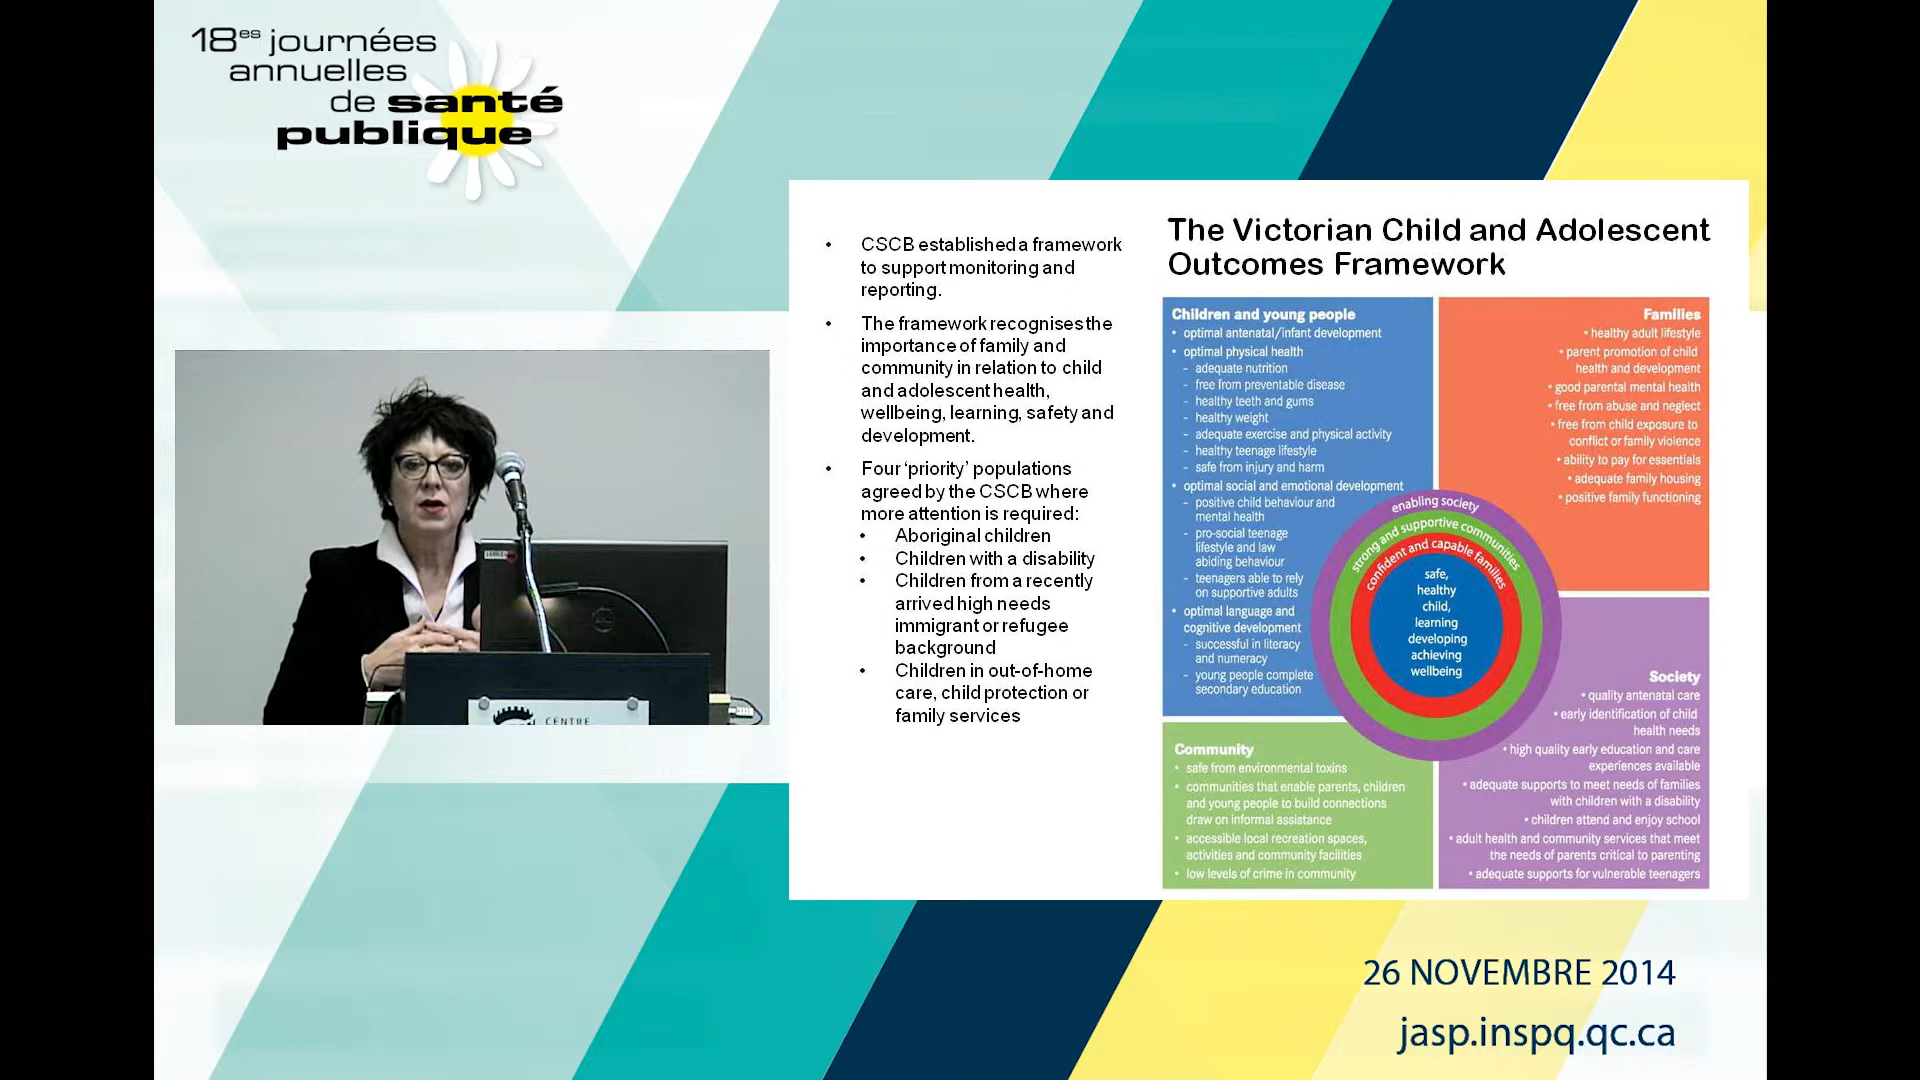 18es journées
annuelles
de santé
publique
CENTRE
• CSCB established a framework
to support monitoring and
reporting.
• The framework recognises the
importance of family and
community in relation to child
and adolescent health,
wellbeing, learning, safety and
development.
• Four ‘priority’ populations
agreed by the CSCB where
more attention is required:
• Aboriginal children
• Children with a disability
• Children from a recently
arrived high needs
immigrant or refugee
background
• Children in out-of-home
care, child protection or
family services
The Victorian Child and Adolescent
Outcomes Framework
Children and young people
• optimal antenatal/infant development
• optimal physical health
- adequate nutrition
- free from preventable disease
- healthy teeth and gums
- healthy weight
- adequate exercise and physical activity
- healthy teenage lifestyle
- safe from injury and harm
• optimal social and emotional development
- positive child behaviour and
mental health
- pro-social teenage
lifestyle and law
abiding behaviour
- teenagers able to rely
on supportive adults
• optimal language and
cognitive development
- successful in literacy
and numeracy
- young people complete
secondary education
Families
• healthy adult lifestyle
• parent promotion of child
health and development
• good parental mental health
• free from abuse and neglect
• free from child exposure to
conflict or family violence
• ability to pay for essentials
• adequate family housing
• positive family functioning
enabling society
strong and supportive communities
confident and capable families
safe,
healthy
child,
learning
developing
achieving
wellbeing
Community
• safe from environmental toxins
• communities that enable parents, children
and young people to build connections
draw on informal assistance
• accessible local recreation spaces,
activities and community facilities
• low levels of crime in community
Society
• quality antenatal care
• early identification of child
health needs
• high quality early education and care
experiences available
• adequate supports to meet needs of families
with children with a disability
• children attend and enjoy school
• adult health and community services that meet
the needs of parents critical to parenting
• adequate supports for vulnerable teenagers
26 NOVEMBRE 2014
jasp.inspq.qc.ca